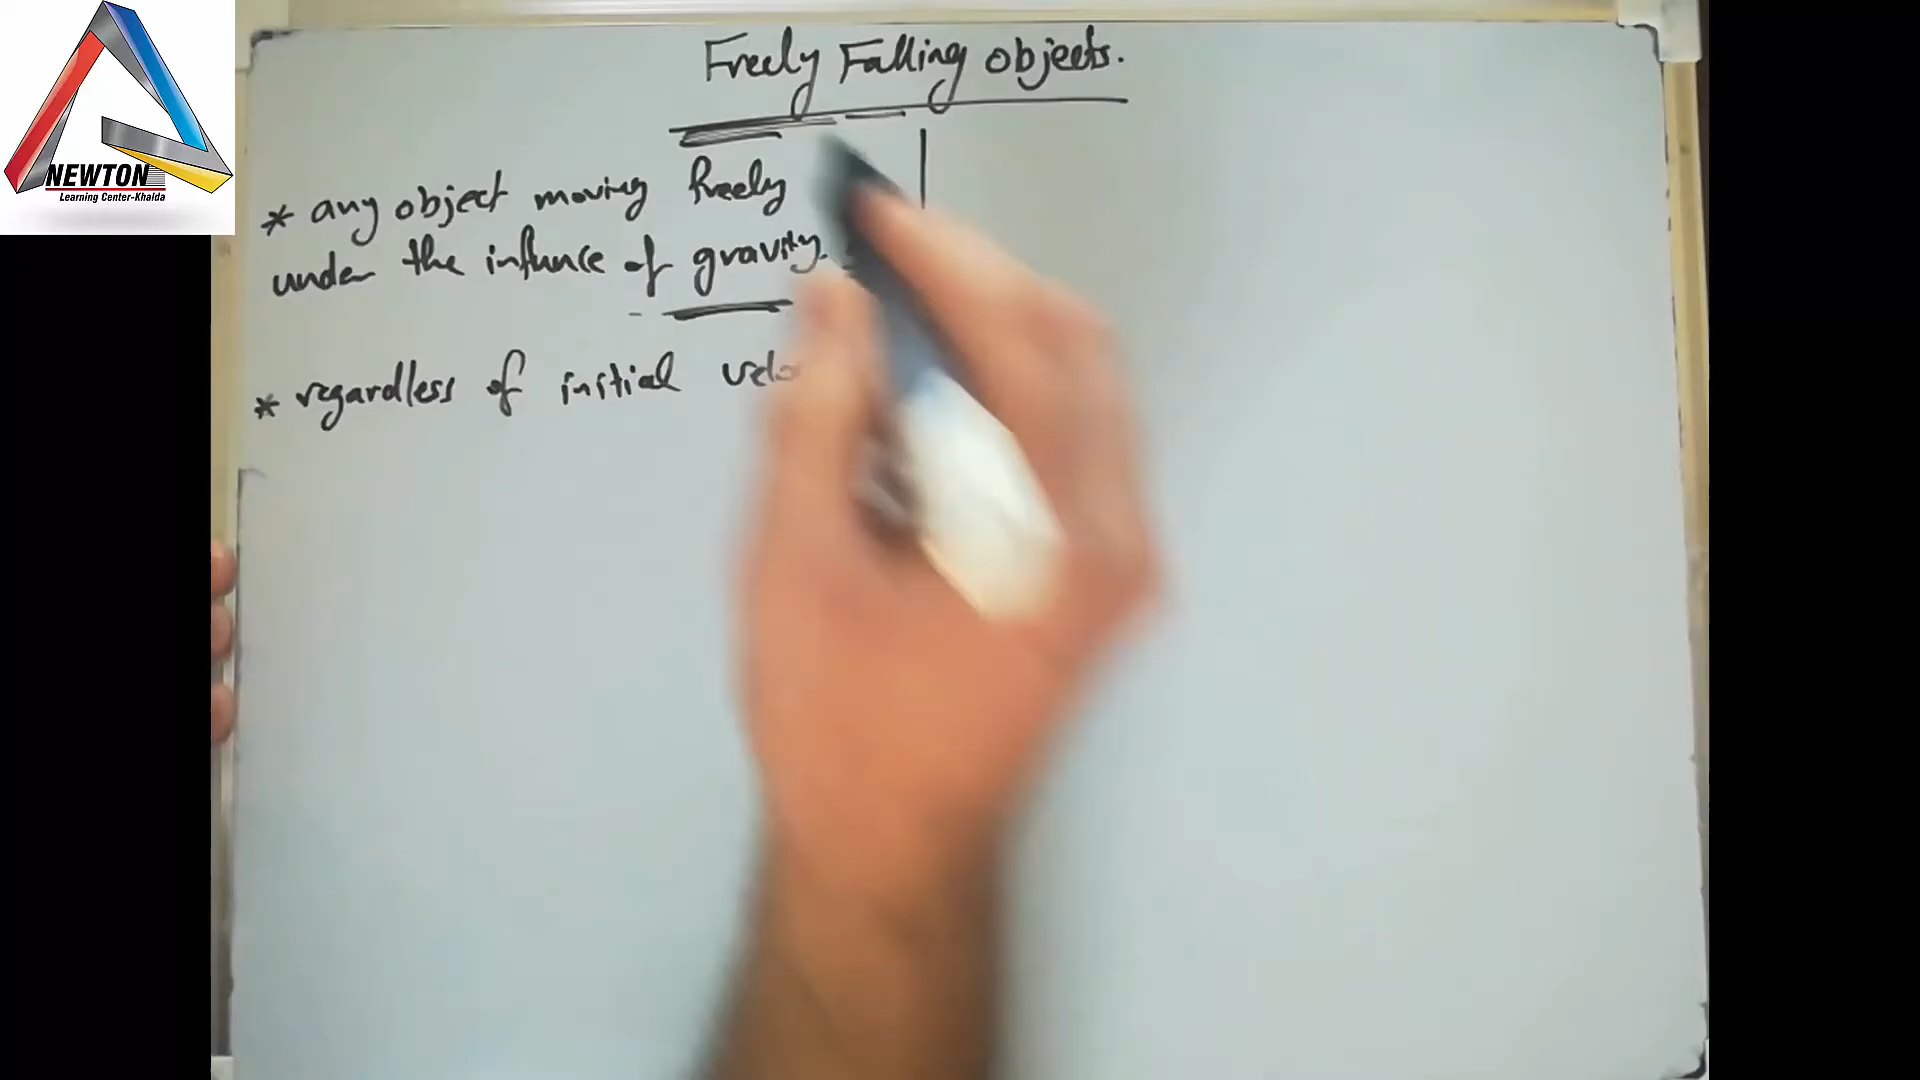 NEWTON
Learning Center-Khalda
Freely Falling objects.
* any object moving freely
under the influnce of gravity.
* regardless of initial